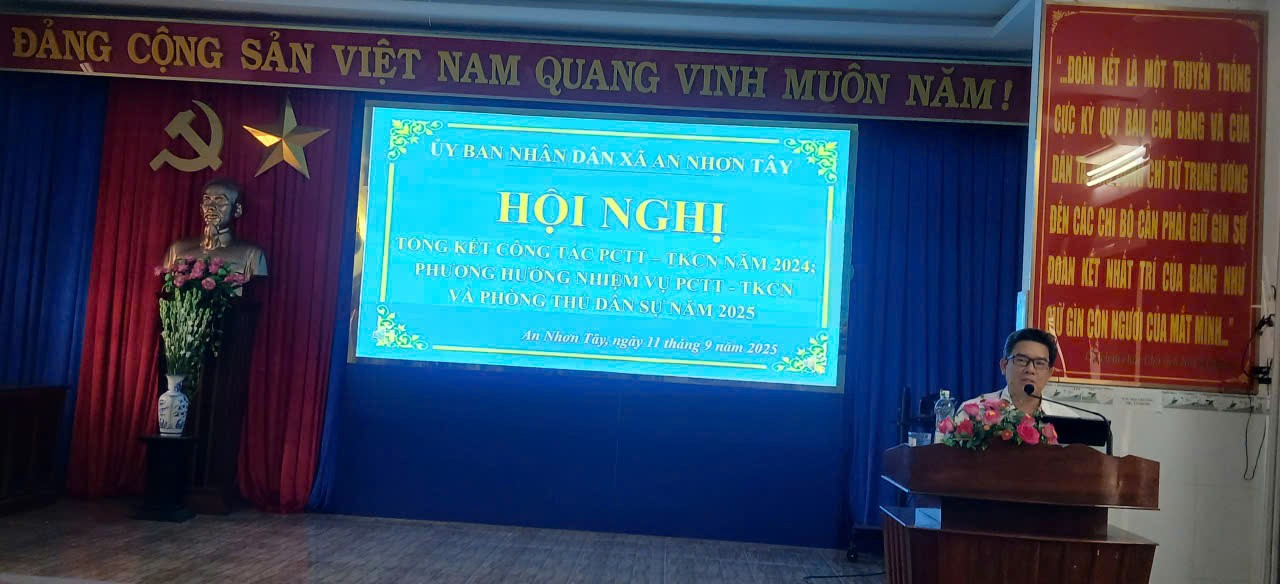 ĐẢNG CỘNG SẢN VIỆT NAM QUANG VINH MUÔN NĂM!
ỦY BAN NHÂN DÂN XÃ AN NHƠN TÂY
HỘI NGHỊ
TỔNG KẾT CÔNG TÁC PCTT – TKCN NĂM 2024;
PHƯƠNG HƯỚNG NHIỆM VỤ PCTT - TKCN
VÀ PHÒNG THỦ DÂN SỰ NĂM 2025
An Nhơn Tây, ngày 11 tháng 9 năm 2025
“...ĐOÀN KẾT LÀ MỘT TRUYỀN THỐNG
CỰC KỲ QUÝ BÁU CỦA ĐẢNG VÀ CỦA
DÂN CHÍ TỪ TRUNG ƯƠNG
ĐẾN CÁC CHI BỘ CẦN PHẢI GIỮ GÌN SỰ
ĐOÀN KẾT NHẤT TRÍ CỦA ĐẢNG NHƯ
GIỮ GÌN CON NGƯƠI CỦA MẮT MÌNH...”